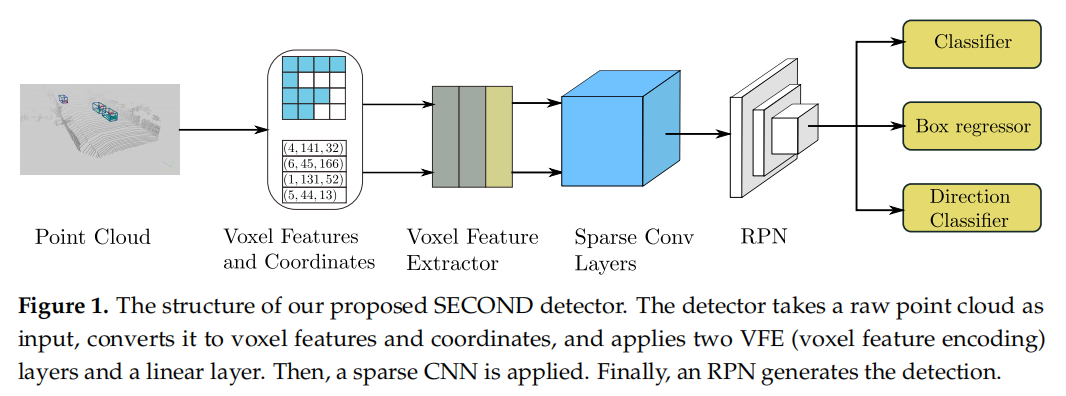 Classifier
Box regressor
Direction
Classifier
(4, 141, 32)
(6, 45, 166)
(1, 131, 52)
(5, 44, 13)
Point Cloud
Voxel Features
and Coordinates
Voxel Feature
Extractor
Sparse Conv
Layers
RPN
Figure 1. The structure of our proposed SECOND detector. The detector takes a raw point cloud as
input, converts it to voxel features and coordinates, and applies two VFE (voxel feature encoding)
layers and a linear layer. Then, a sparse CNN is applied. Finally, an RPN generates the detection.